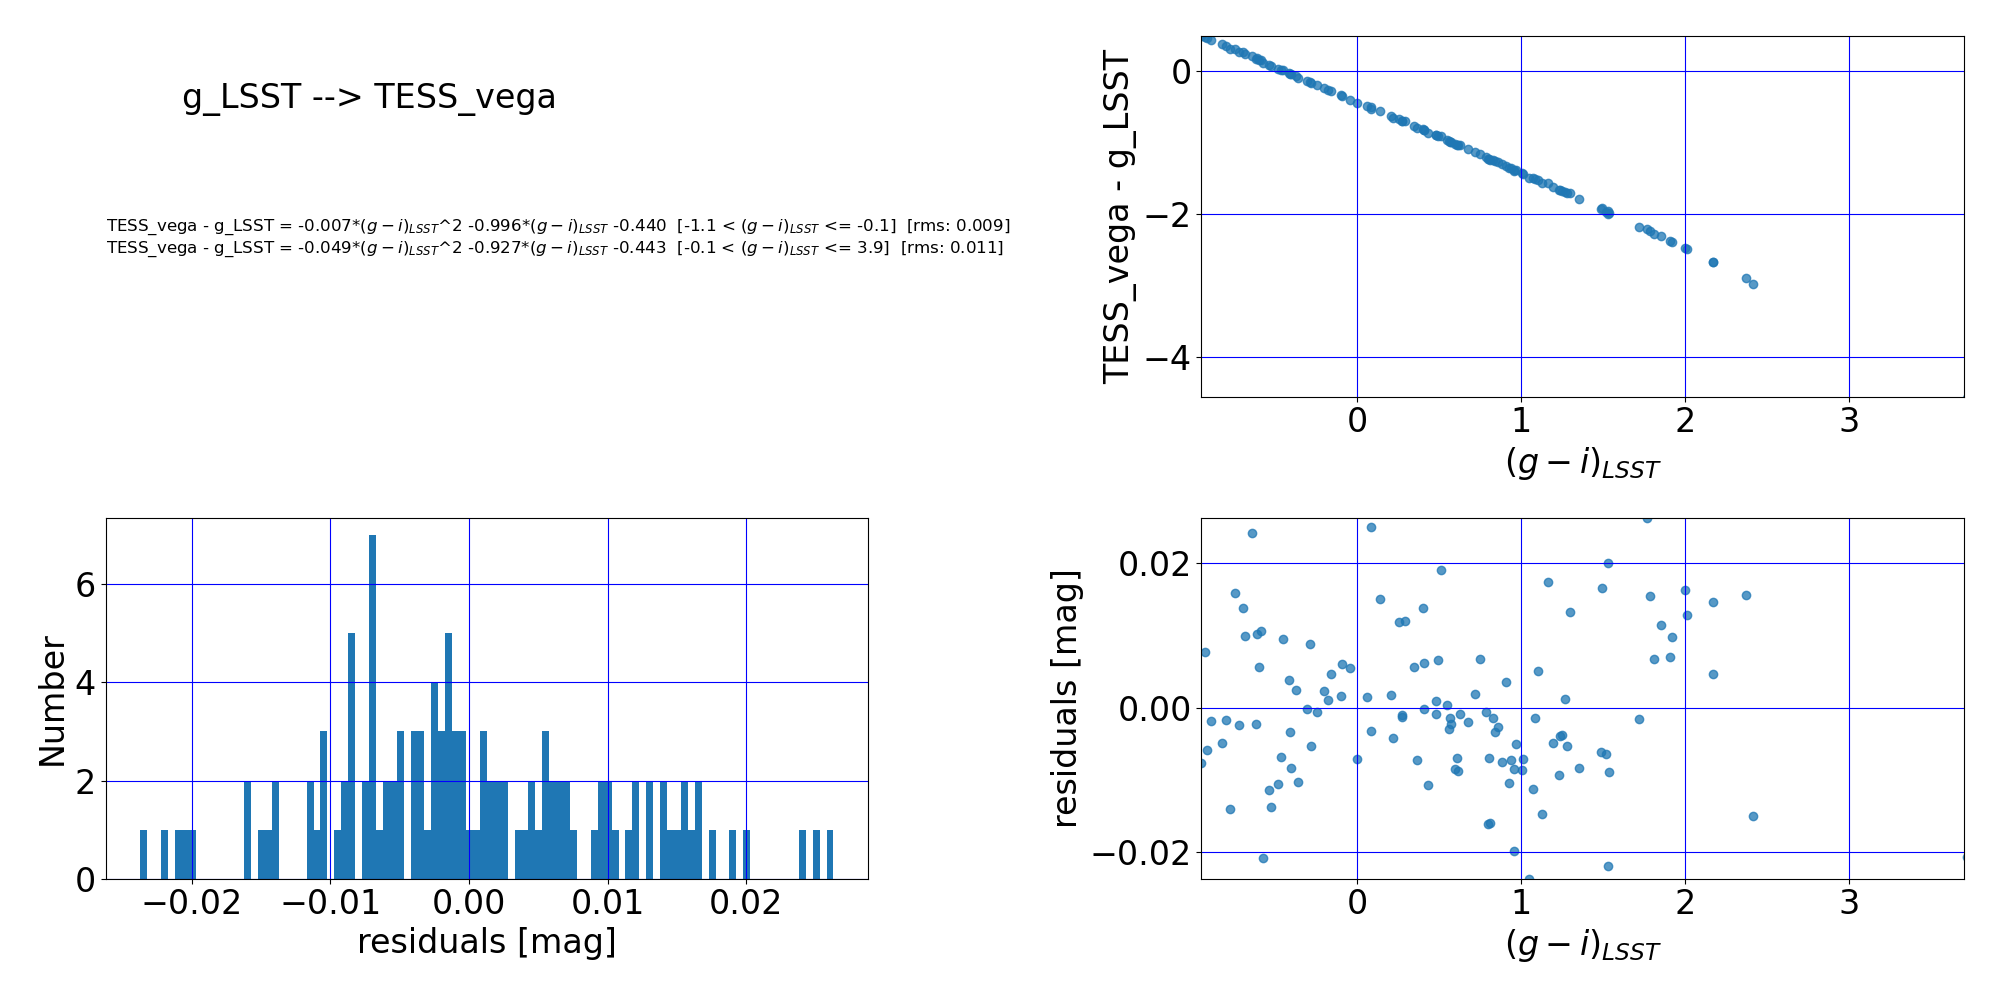 g_LSST --> TESS_vega
TESS_vega - g_LSST = -0.007*(g − i)LSST^2 -0.996*(g − i)LSST -0.440 [-1.1 < (g − i)LSST <= -0.1] [rms: 0.009]
TESS_vega - g_LSST = -0.049*(g − i)LSST^2 -0.927*(g − i)LSST -0.443 [-0.1 < (g − i)LSST <= 3.9] [rms: 0.011]
TESS_vega - g_LSST
0
−2
−4
0 1 2 3
(g − i)LSST
Number
6
4
2
0
−0.02 −0.01 0.00 0.01 0.02
residuals [mag]
residuals [mag]
0.02
0.00
−0.02
0 1 2 3
(g − i)LSST